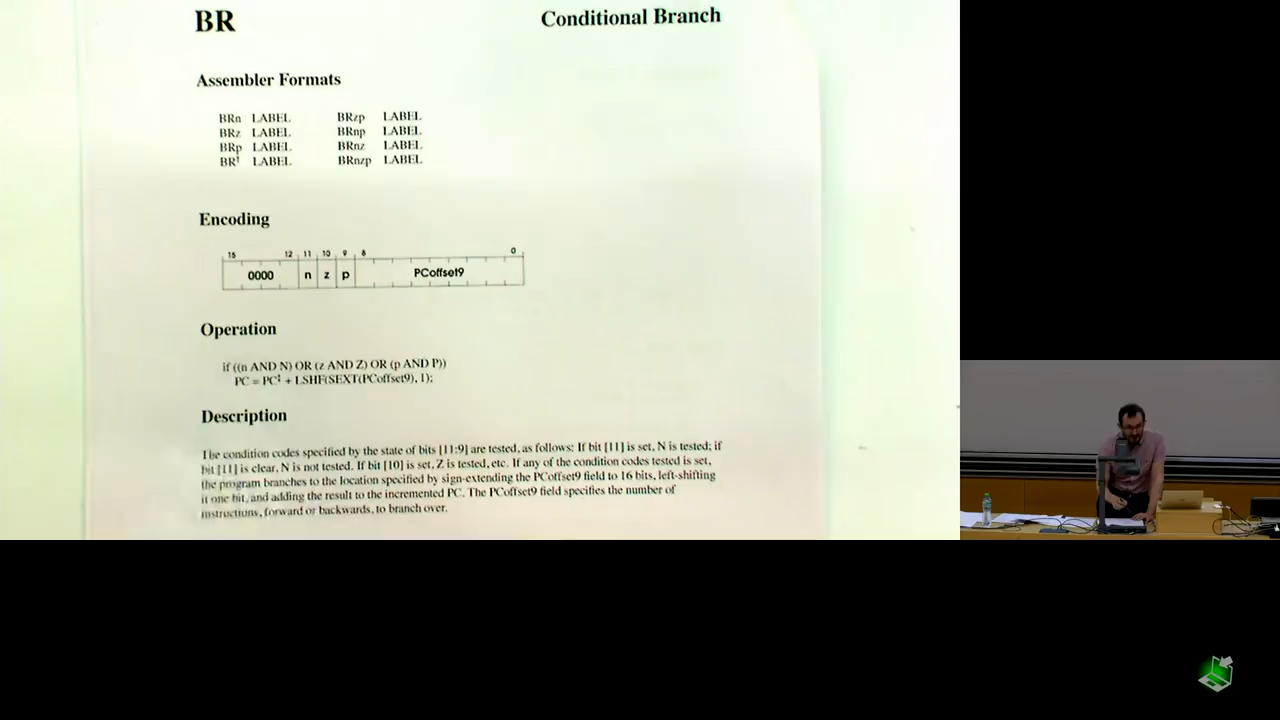 BR Conditional Branch
Assembler Formats
BRn LABEL BRzp LABEL
BRz LABEL BRnp LABEL
BRp LABEL BRnz LABEL
BR† LABEL BRnzp LABEL
Encoding
15 12 11 10 9 8 0
0000 n z p PCoffset9
Operation
if ((n AND N) OR (z AND Z) OR (p AND P))
PC = PC‡ + LSHF(SEXT(PCoffset9), 1);
Description
The condition codes specified by the state of bits [11:9] are tested, as follows: If bit [11] is set, N is tested; if
bit [11] is clear, N is not tested. If bit [10] is set, Z is tested, etc. If any of the condition codes tested is set,
the program branches to the location specified by sign-extending the PCoffset9 field to 16 bits, left-shifting
it one bit, and adding the result to the incremented PC. The PCoffset9 field specifies the number of
instructions, forward or backwards, to branch over.